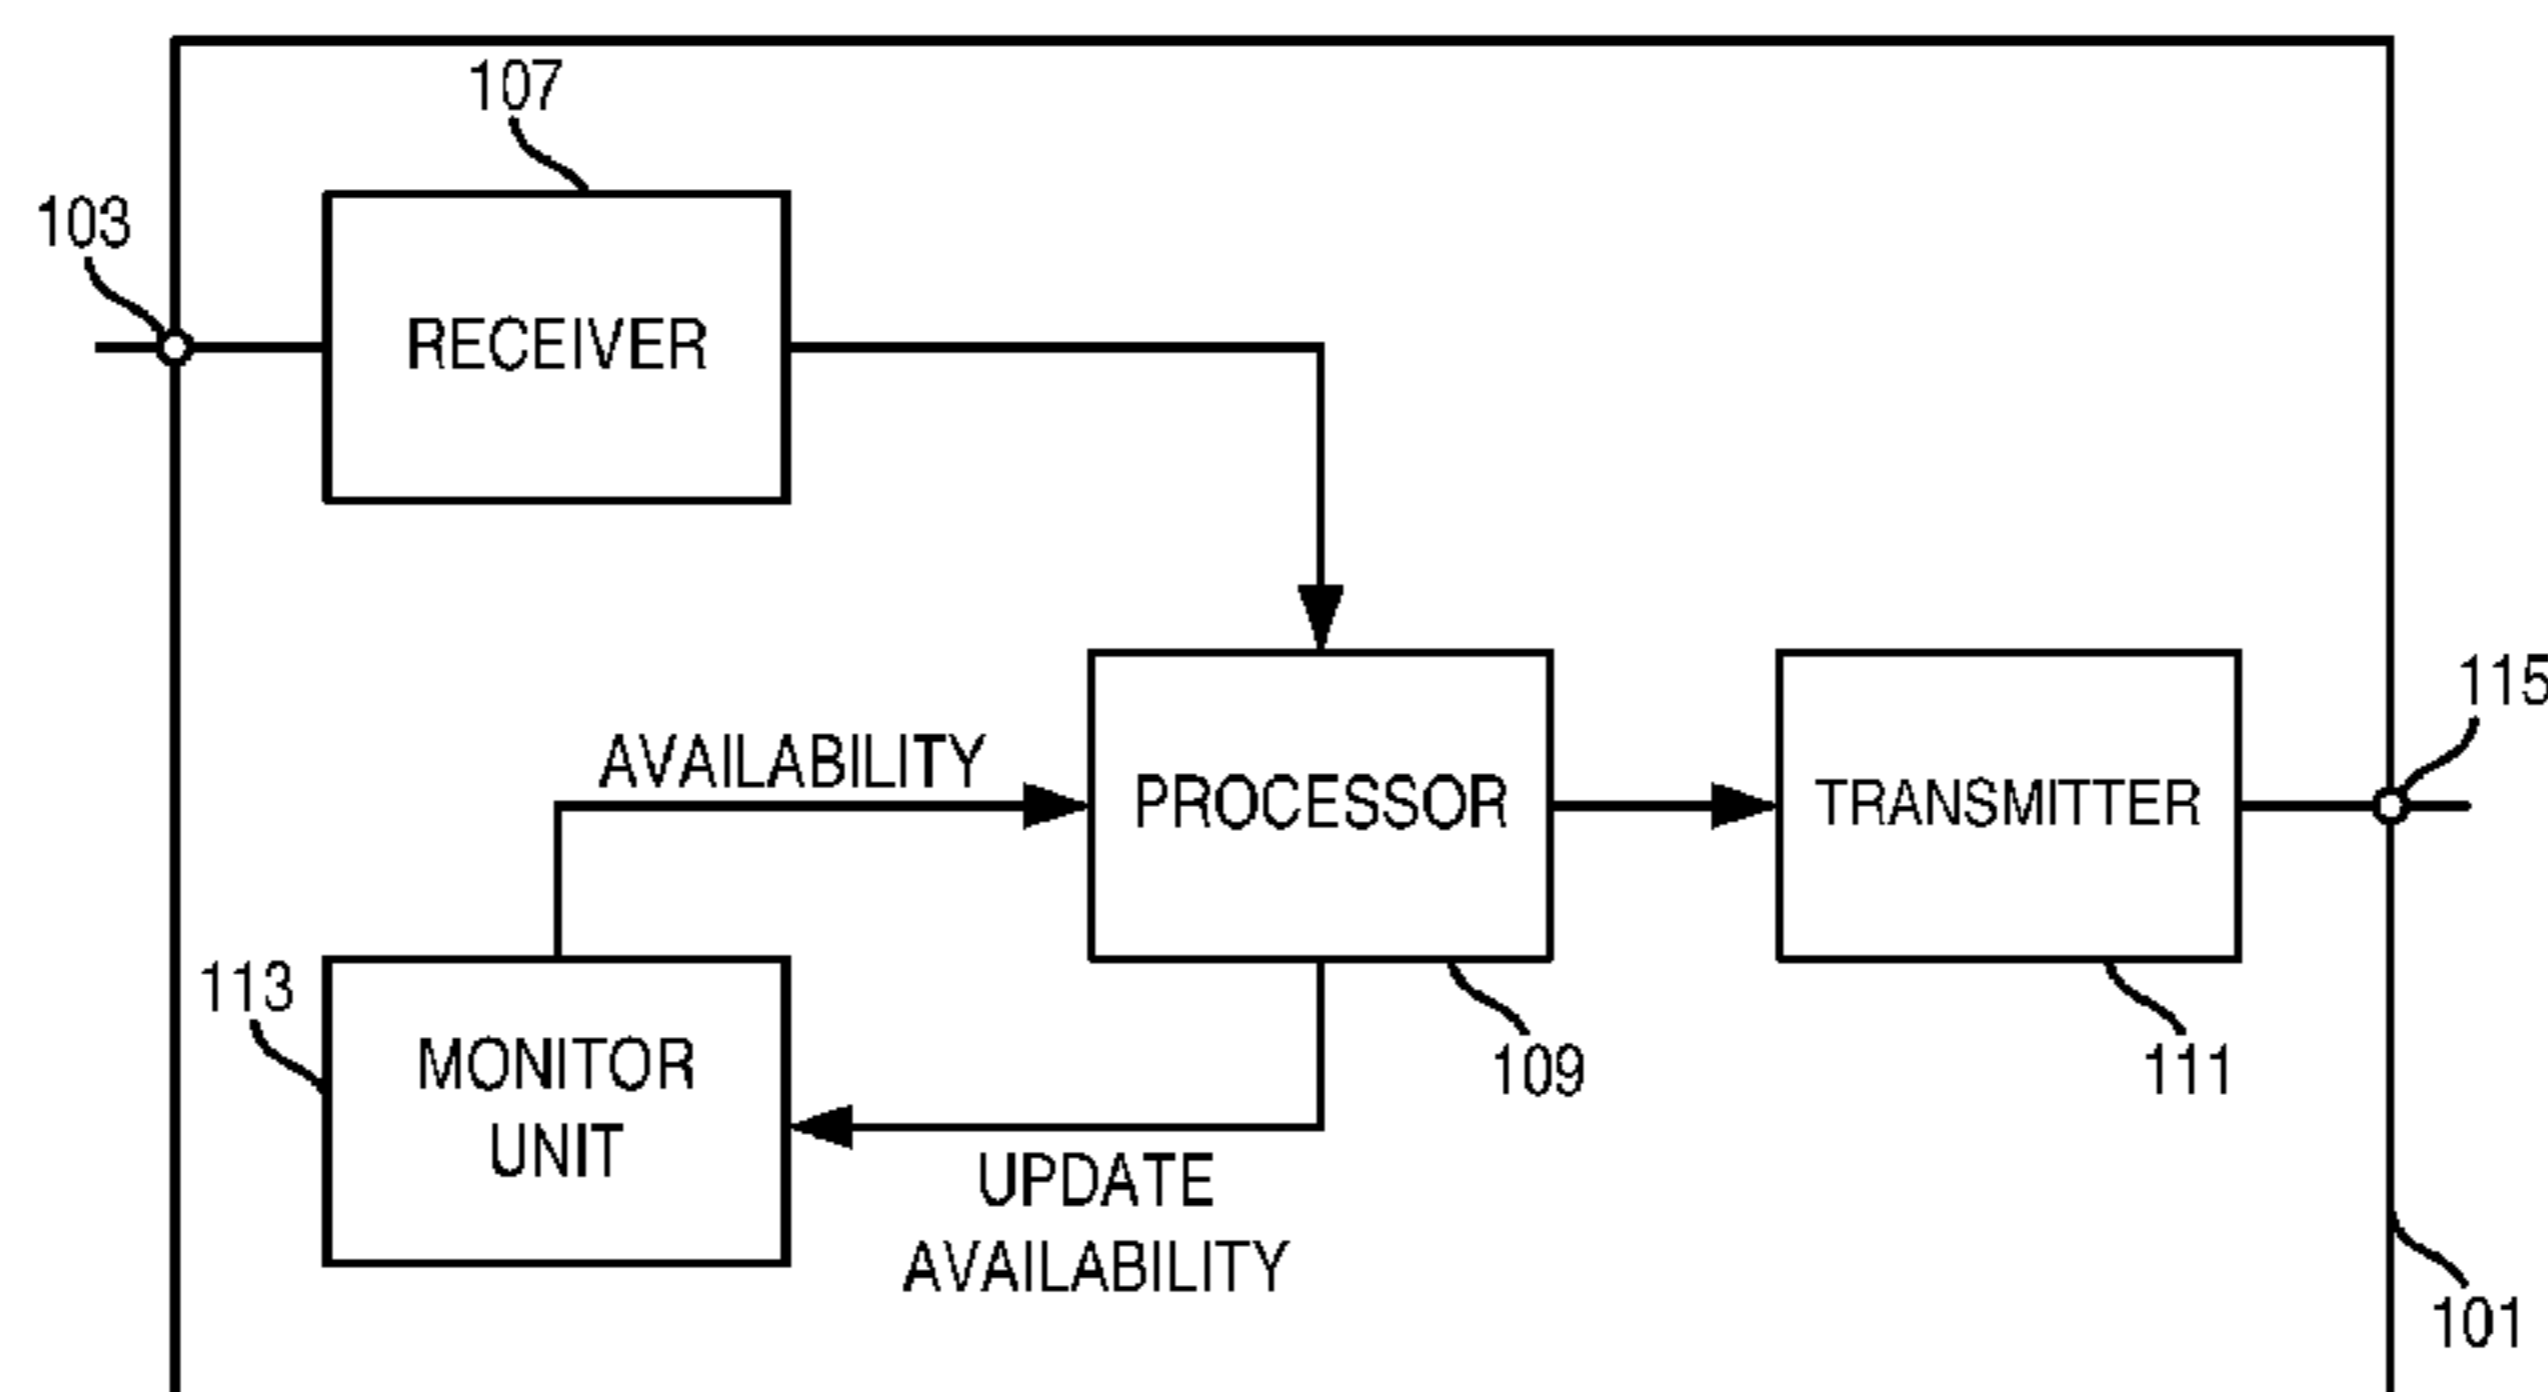 107
103
RECEIVER
115
AVAILABILITY
PROCESSOR
TRANSMITTER
113
MONITOR
UNIT
109
111
UPDATE
AVAILABILITY
101